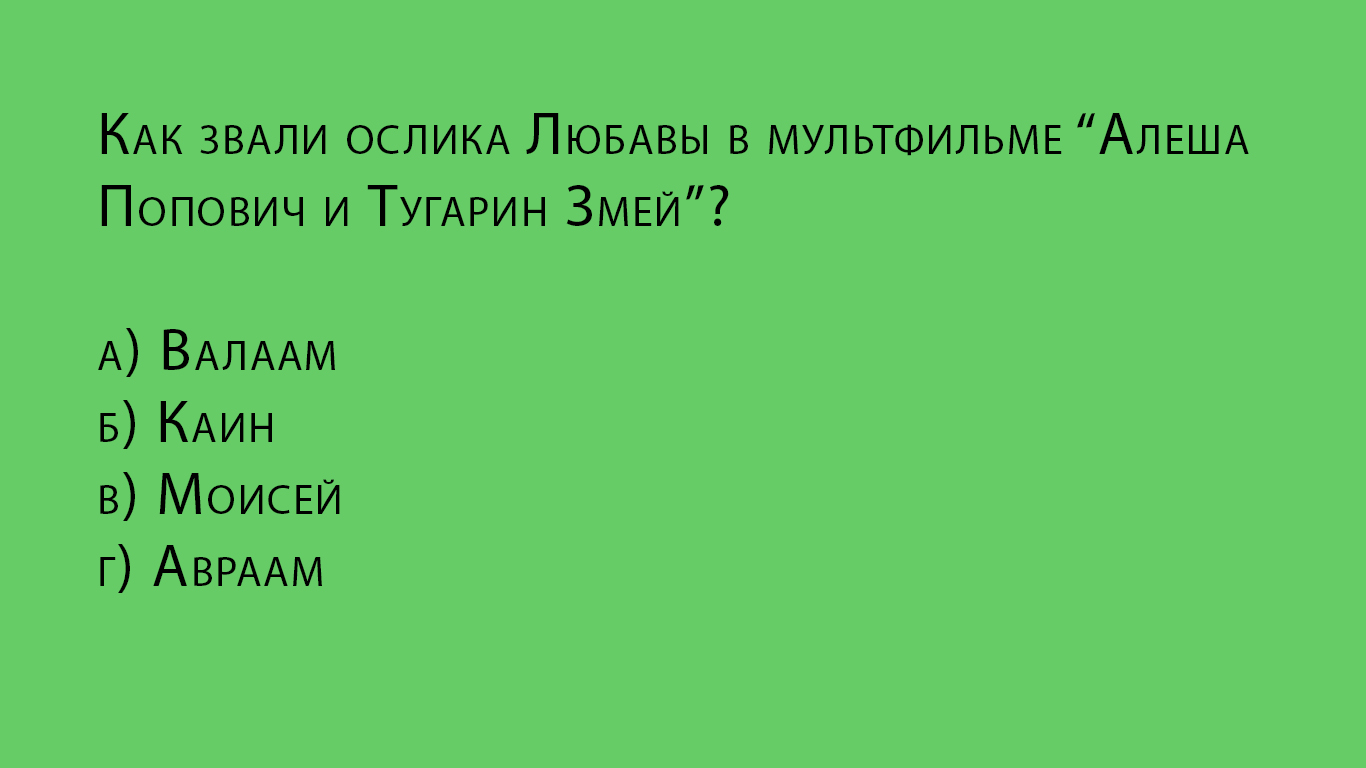 Как звали ослика Любавы в мультфильме “Алеша
Попович и Тугарин Змей”?
а) Валаам
б) Каин
в) Моисей
г) Авраам